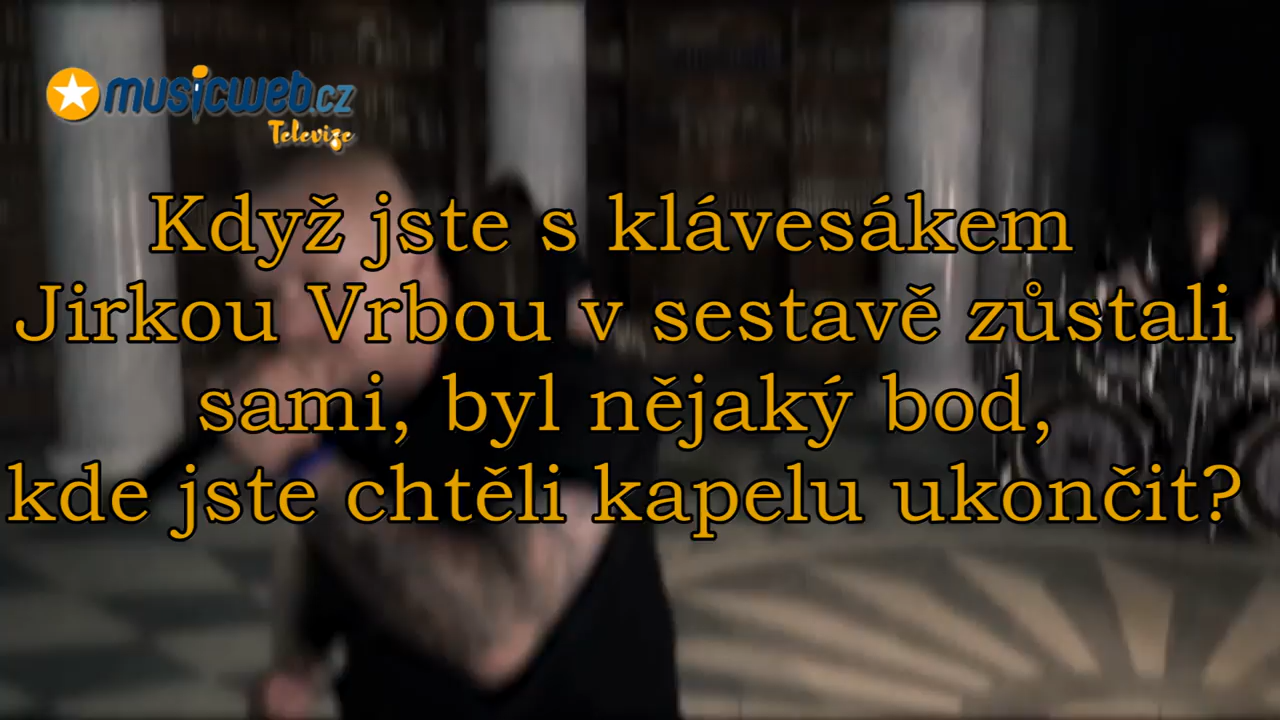 musicweb.cz
Televize
Když jste s klávesákem
Jirkou Vrbou v sestavě zůstali
sami, byl nějaký bod,
kde jste chtěli kapelu ukončit?